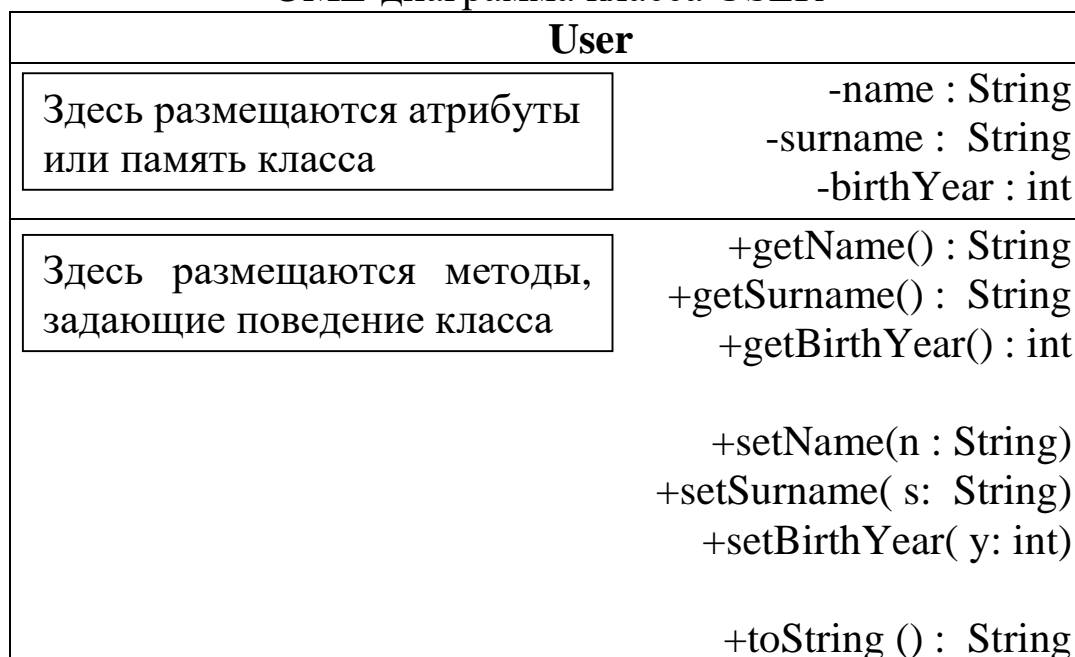 User
Здесь размещаются атрибуты
или память класса
-name : String
-surname :  String
-birthYear : int
Здесь размещаются методы,
задающие поведение класса
+getName() : String
+getSurname() :  String
+getBirthYear() : int
+setName(n : String)
+setSurname( s:  String)
+setBirthYear( y: int)
+toString () :  String